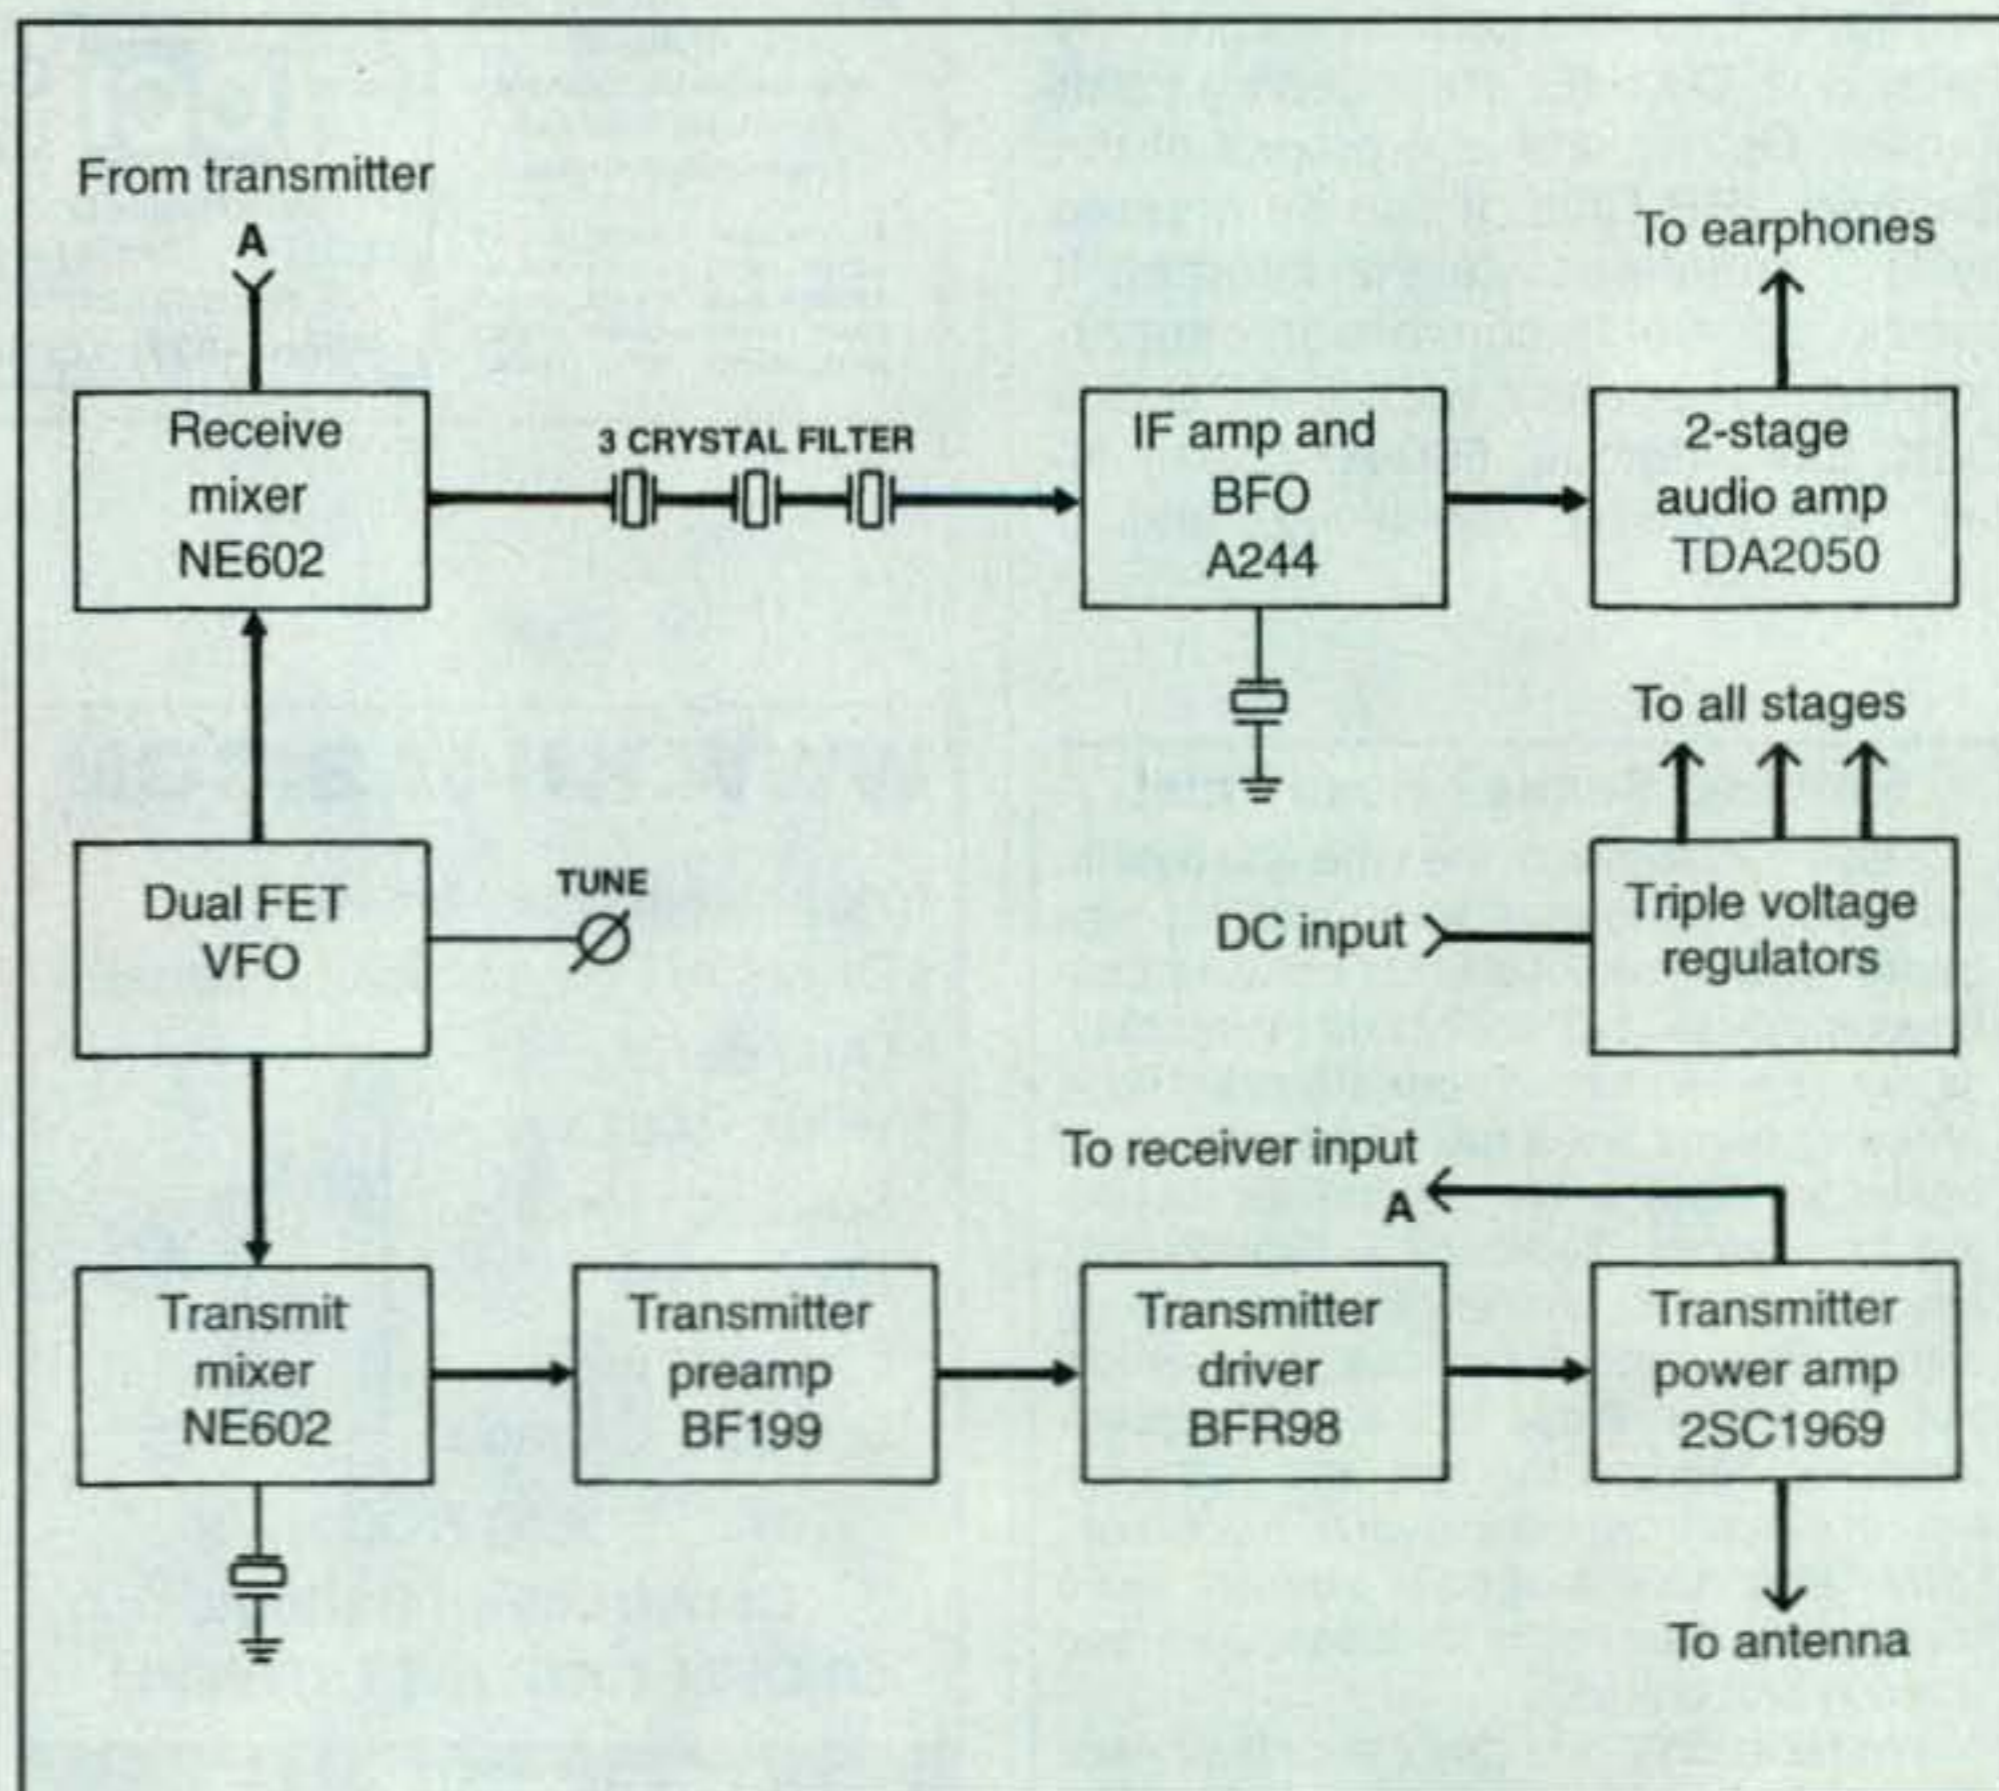 From transmitter
A
To earphones
Receive
mixer
NE602
3 CRYSTAL FILTER
IF amp and
BFO
A244
2-stage
audio amp
TDA2050
To all stages
Dual FET
VFO
TUNE
DC input
Triple voltage
regulators
To receiver input
A
Transmit
mixer
NE602
Transmitter
preamp
BF199
Transmitter
driver
BFR98
Transmitter
power amp
2SC1969
To antenna